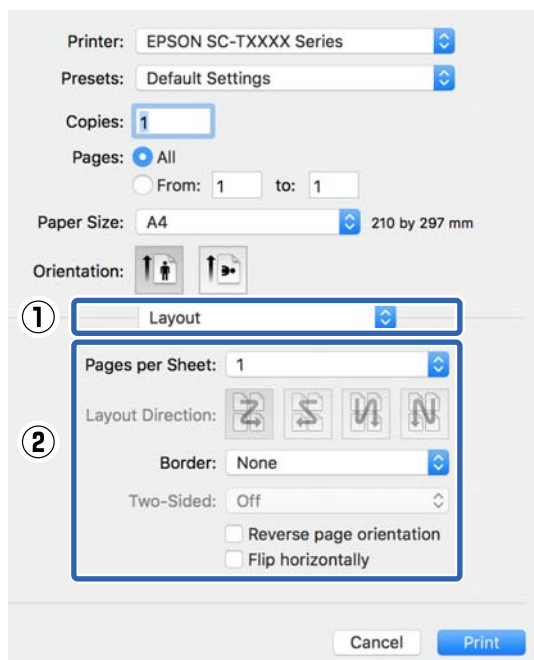 Printer: EPSON SC-TXXXX Series
Presets: Default Settings
Copies: 1
Pages: All
From: 1 to: 1
Paper Size: A4 210 by 297 mm
Orientation:
① Layout
Pages per Sheet: 1
Layout Direction:
②
Border: None
Two-Sided: Off
Reverse page orientation
Flip horizontally
Cancel Print